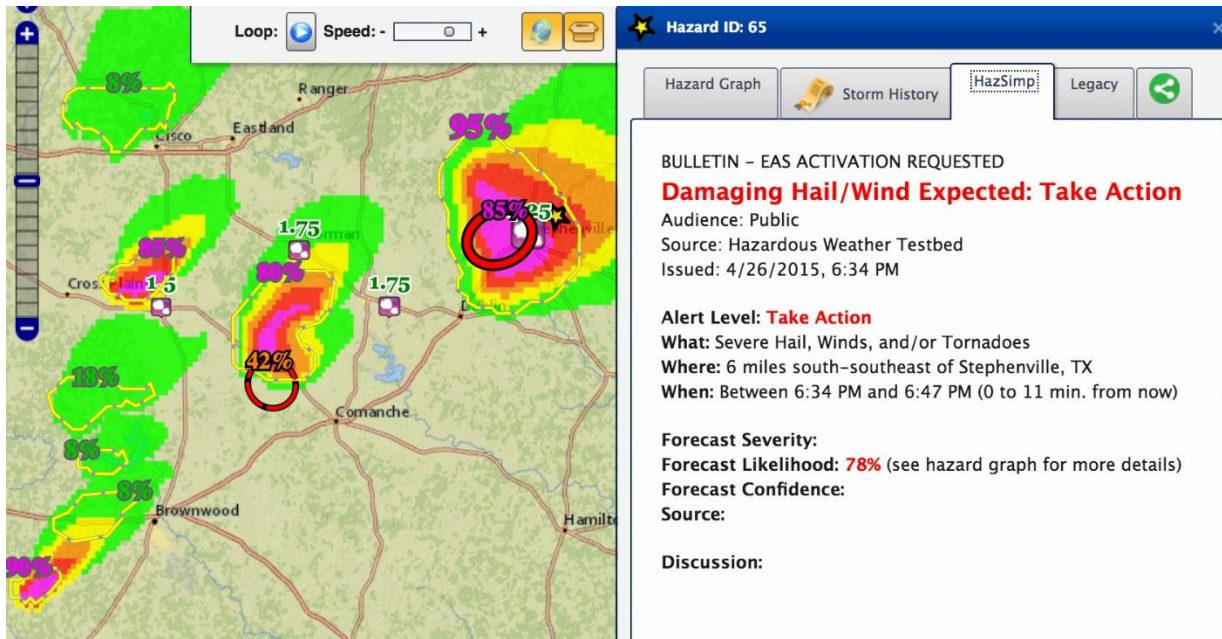 Loop:
Speed: - +
8%
Ranger
Cisco
Eastland
95%
85%
1.75
85%
80%
1.5
1.75
42%
18%
Comanche
8%
8%
Brownwood
Hamilto
90%
Hazard ID: 65
Hazard Graph
Storm History
HazSimp
Legacy
BULLETIN – EAS ACTIVATION REQUESTED
Damaging Hail/Wind Expected: Take Action
Audience: Public
Source: Hazardous Weather Testbed
Issued: 4/26/2015, 6:34 PM
Alert Level: Take Action
What: Severe Hail, Winds, and/or Tornadoes
Where: 6 miles south-southeast of Stephenville, TX
When: Between 6:34 PM and 6:47 PM (0 to 11 min. from now)
Forecast Severity:
Forecast Likelihood: 78% (see hazard graph for more details)
Forecast Confidence:
Source:
Discussion: